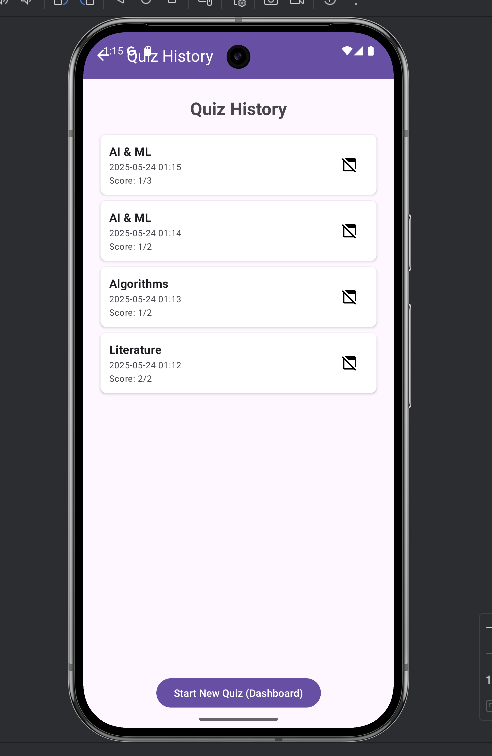 1:15
Quiz History
Quiz History
AI & ML
2025-05-24 01:15
Score: 1/3
AI & ML
2025-05-24 01:14
Score: 1/2
Algorithms
2025-05-24 01:13
Score: 1/2
Literature
2025-05-24 01:12
Score: 2/2
Start New Quiz (Dashboard)